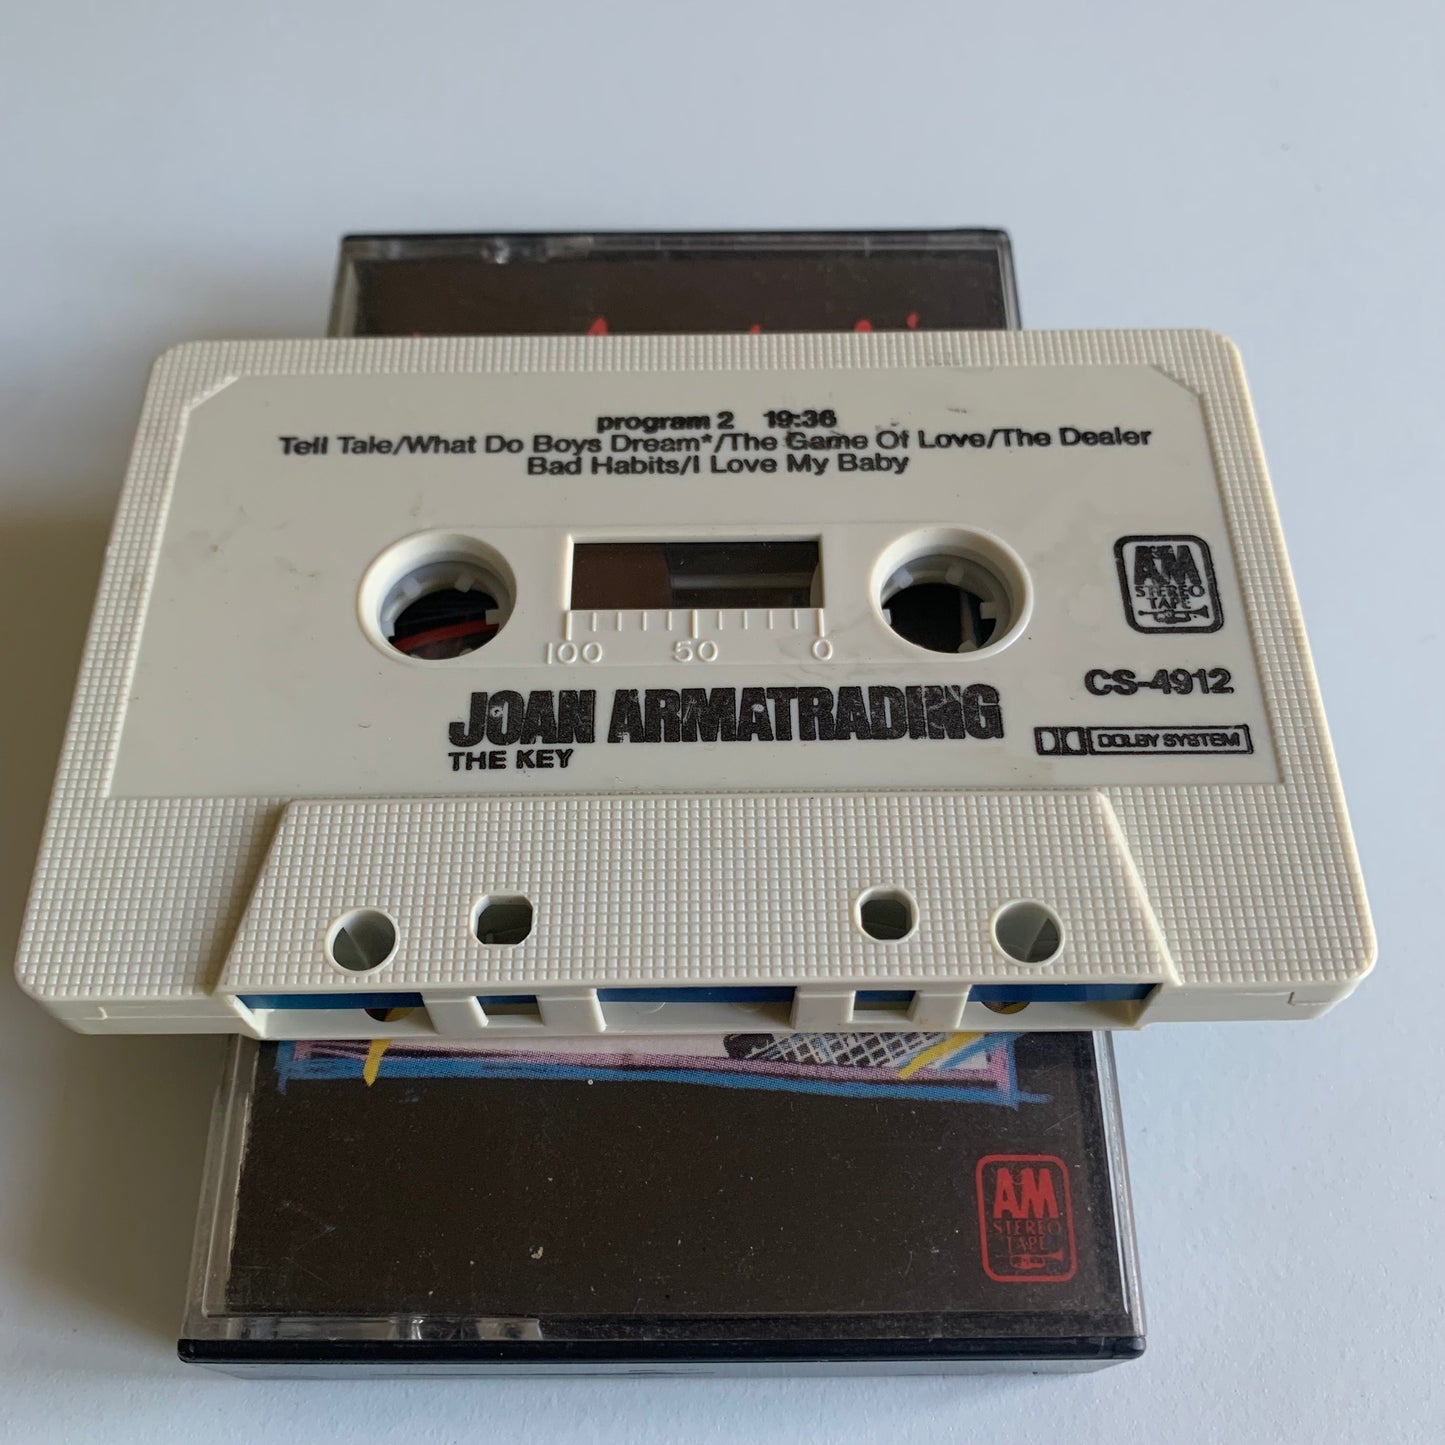 program 2 19:36
Tell Tale/What Do Boys Dream*/The Game Of Love/The Dealer
Bad Habits/I Love My Baby
100 50 0
A&M
STEREO
TAPE
CS-4912
JOAN ARMATRADING
THE KEY
DOLBY SYSTEM
A&M
STEREO
TAPE